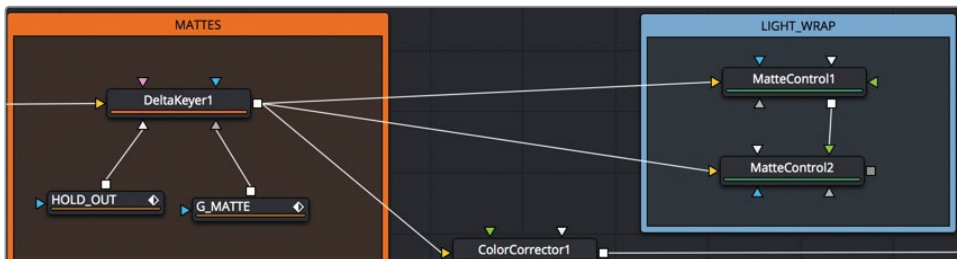 MATTES
LIGHT_WRAP
DeltaKeyer1
MatteControl1
HOLD_OUT
G_MATTE
MatteControl2
ColorCorrector1